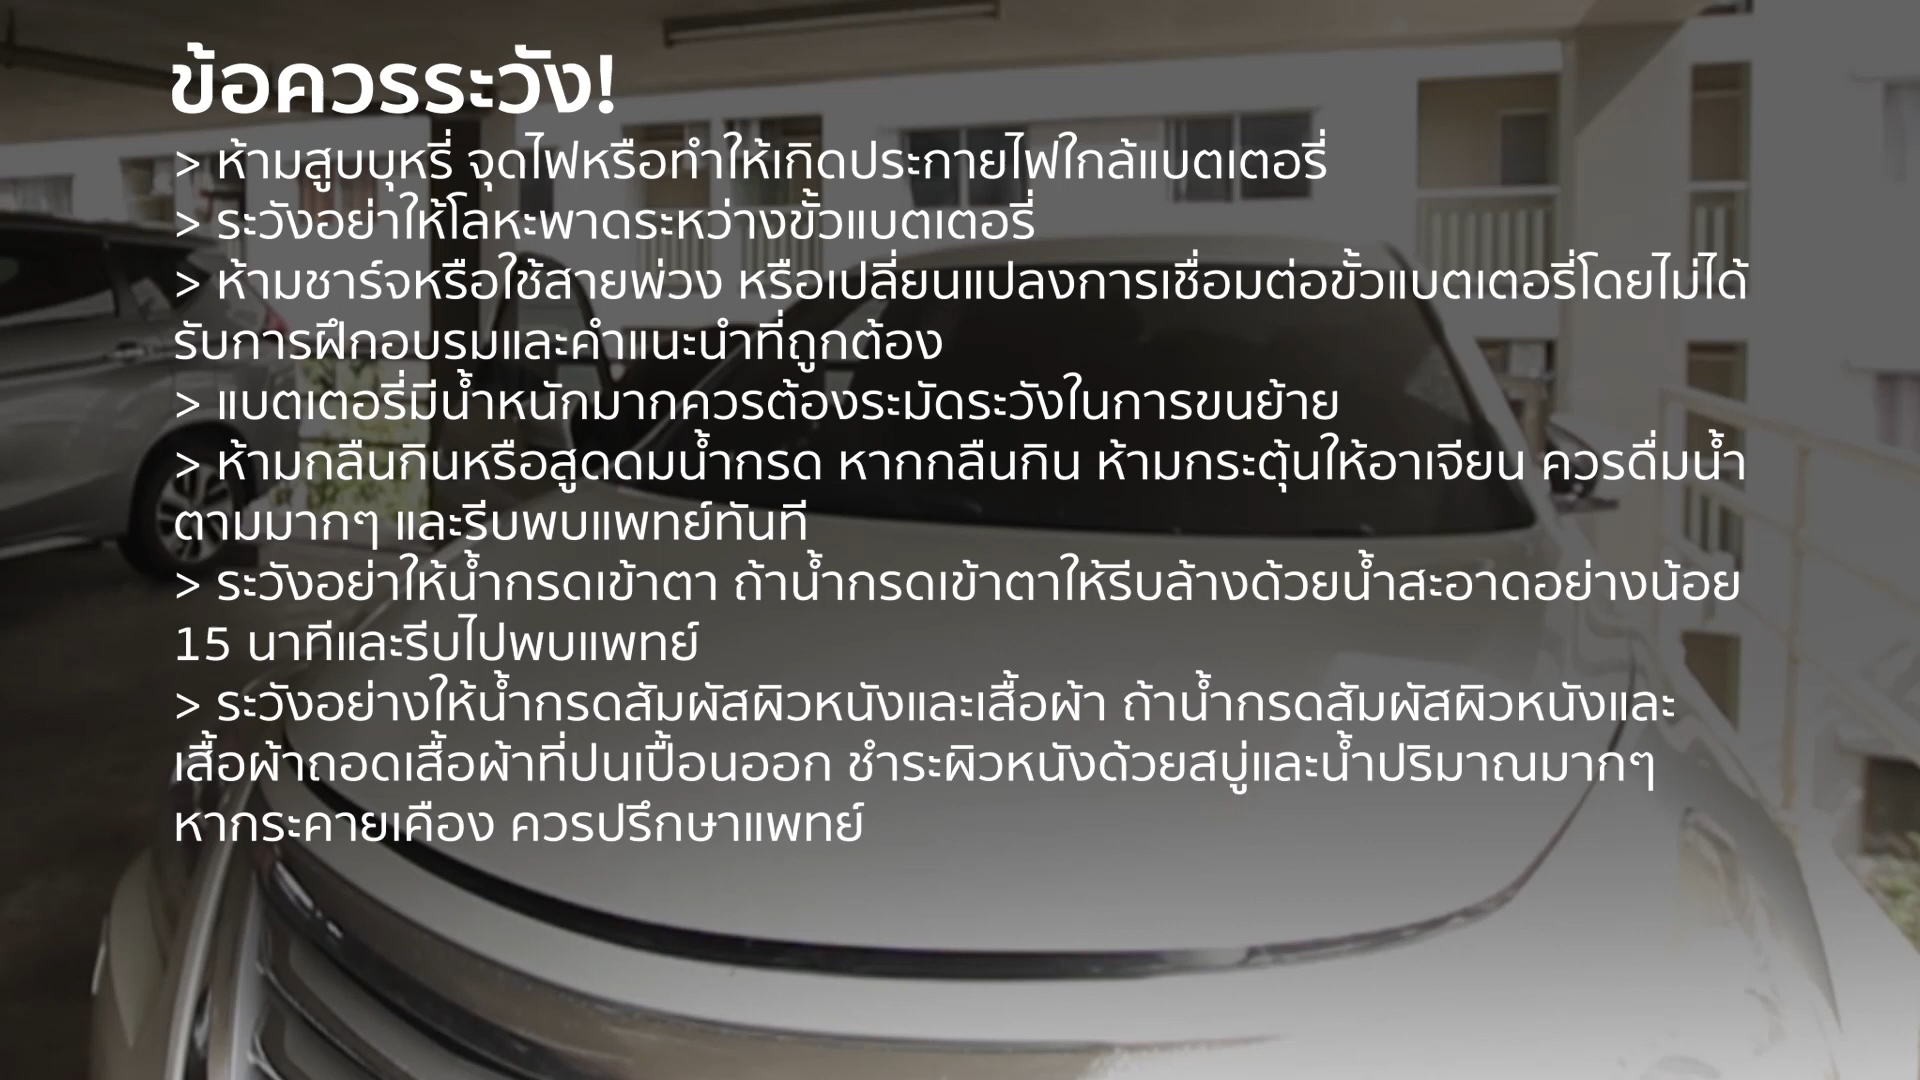 ข้อควรระวัง!
> ห้ามสูบบุหรี่ จุดไฟหรือทำให้เกิดประกายไฟใกล้แบตเตอรี่
> ระวังอย่าให้โลหะพาดระหว่างขั้วแบตเตอรี่
> ห้ามชาร์จหรือใช้สายพ่วง หรือเปลี่ยนแปลงการเชื่อมต่อขั้วแบตเตอรี่โดยไม่ได้
รับการฝึกอบรมและคำแนะนำที่ถูกต้อง
> แบตเตอรี่มีน้ำหนักมากควรต้องระมัดระวังในการขนย้าย
> ห้ามกลืนกินหรือสูดดมน้ำกรด หากกลืนกิน ห้ามกระตุ้นให้อาเจียน ควรดื่มน้ำ
ตามมากๆ และรีบพบแพทย์ทันที
> ระวังอย่าให้น้ำกรดเข้าตา ถ้าน้ำกรดเข้าตาให้รีบล้างด้วยน้ำสะอาดอย่างน้อย
15 นาทีและรีบไปพบแพทย์
> ระวังอย่างให้น้ำกรดสัมผัสผิวหนังและเสื้อผ้า ถ้าน้ำกรดสัมผัสผิวหนังและ
เสื้อผ้าถอดเสื้อผ้าที่ปนเปื้อนออก ชำระผิวหนังด้วยสบู่และน้ำปริมาณมากๆ
หากระคายเคือง ควรปรึกษาแพทย์